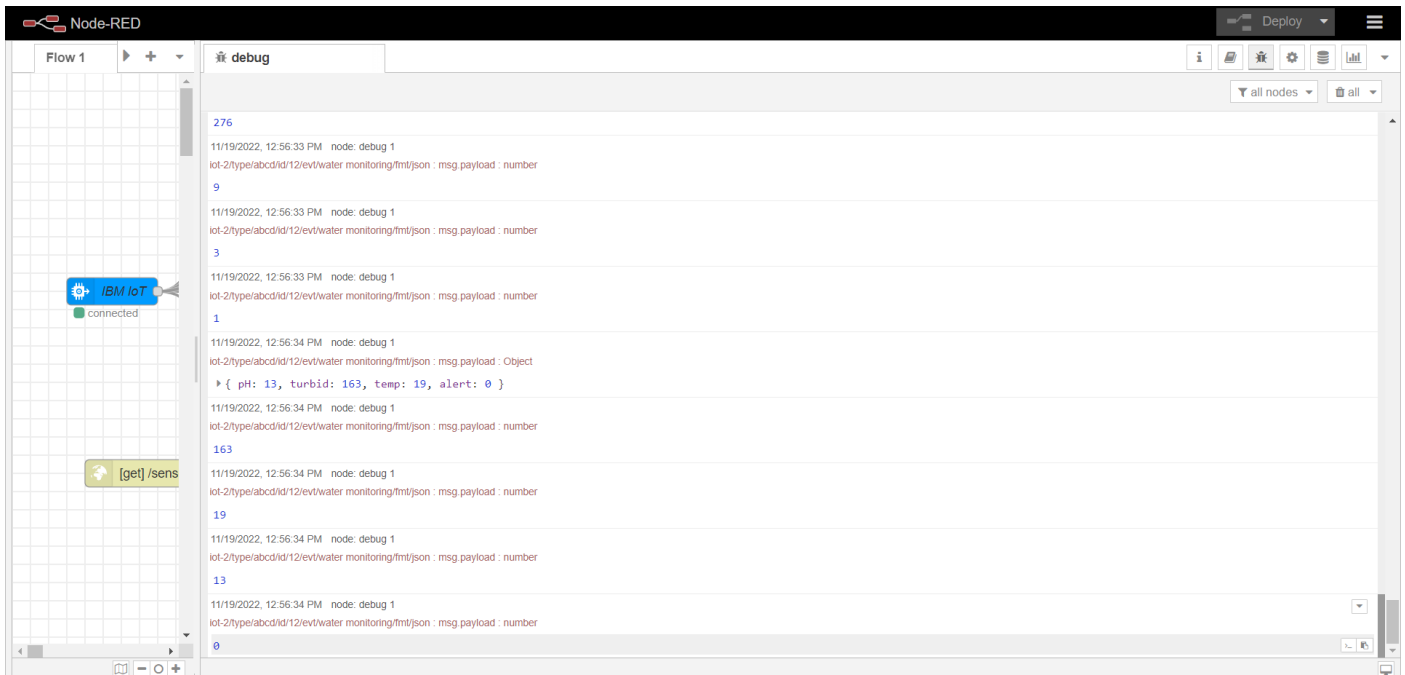 Node-RED
Deploy
Flow 1
debug
all nodes
all
276
11/19/2022, 12:56:33 PM node: debug 1
iot-2/type/abcd/id/12/evt/water monitoring/fmt/json : msg.payload : number
9
11/19/2022, 12:56:33 PM node: debug 1
iot-2/type/abcd/id/12/evt/water monitoring/fmt/json : msg.payload : number
3
11/19/2022, 12:56:33 PM node: debug 1
iot-2/type/abcd/id/12/evt/water monitoring/fmt/json : msg.payload : number
1
11/19/2022, 12:56:34 PM node: debug 1
iot-2/type/abcd/id/12/evt/water monitoring/fmt/json : msg.payload : Object
{ pH: 13, turbid: 163, temp: 19, alert: 0 }
11/19/2022, 12:56:34 PM node: debug 1
iot-2/type/abcd/id/12/evt/water monitoring/fmt/json : msg.payload : number
163
11/19/2022, 12:56:34 PM node: debug 1
iot-2/type/abcd/id/12/evt/water monitoring/fmt/json : msg.payload : number
19
11/19/2022, 12:56:34 PM node: debug 1
iot-2/type/abcd/id/12/evt/water monitoring/fmt/json : msg.payload : number
13
11/19/2022, 12:56:34 PM node: debug 1
iot-2/type/abcd/id/12/evt/water monitoring/fmt/json : msg.payload : number
0
IBM IoT
connected
[get] /sens